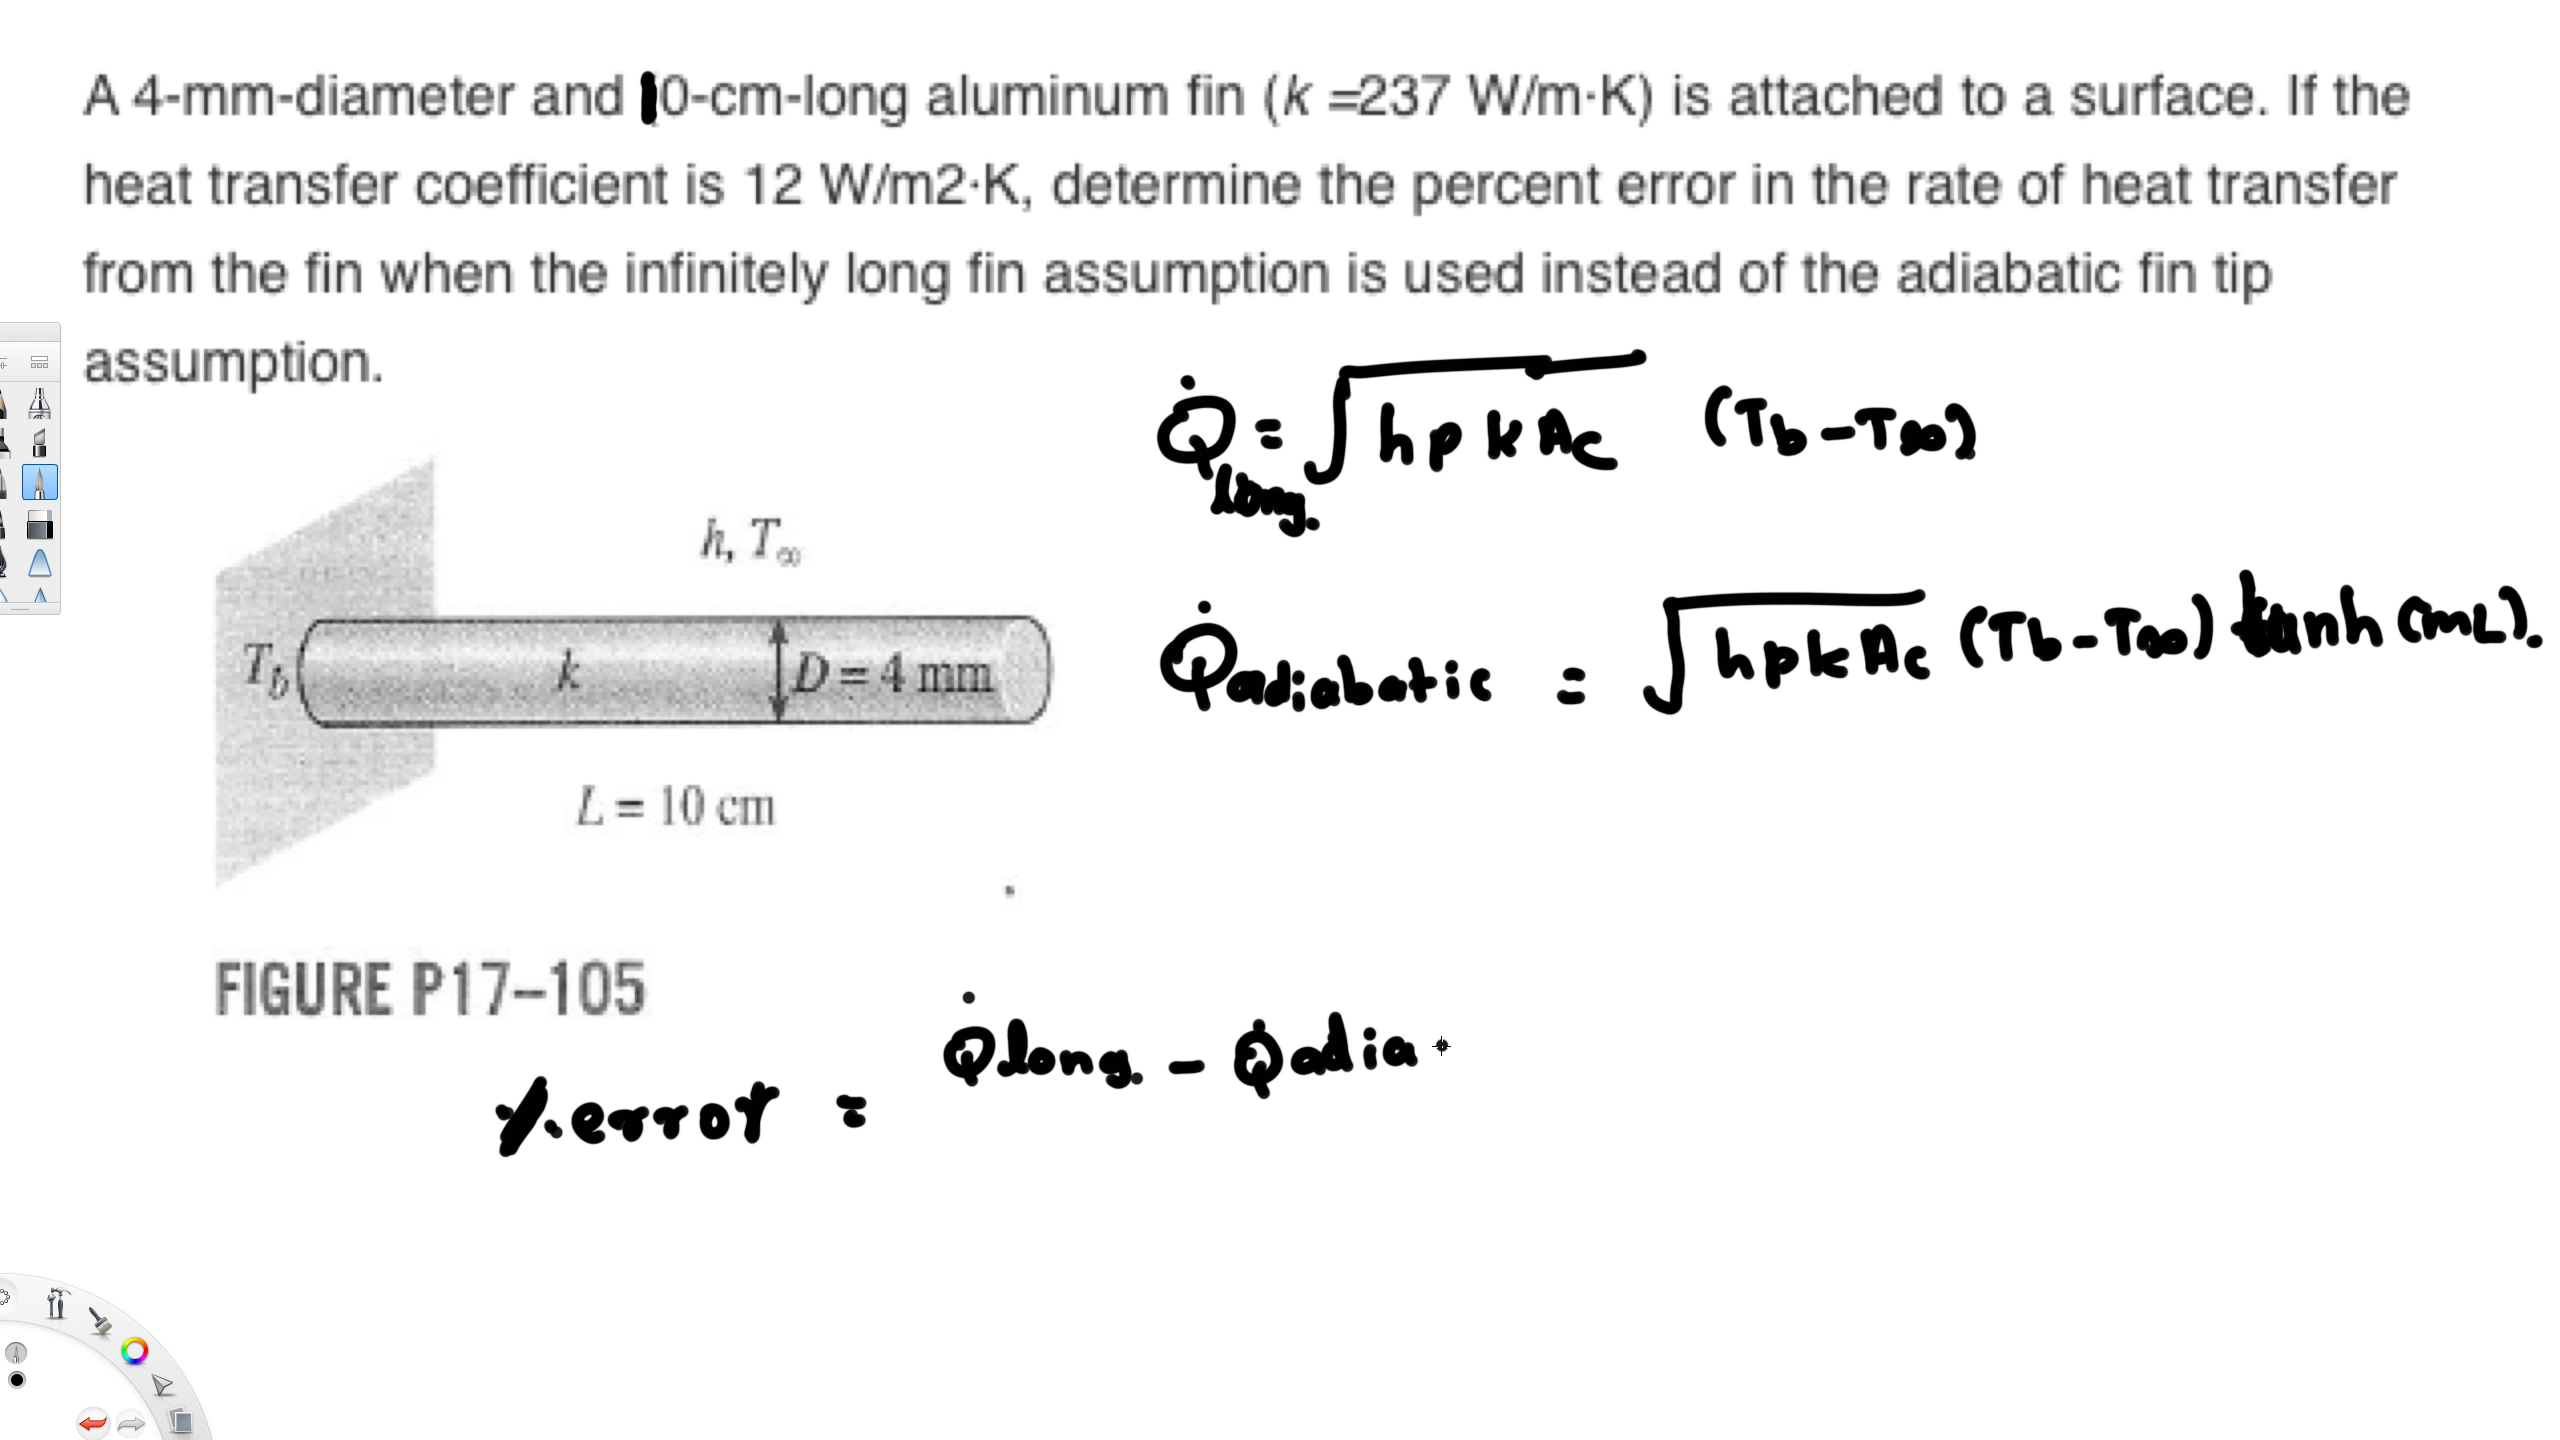 A 4-mm-diameter and 10-cm-long aluminum fin (k =237 W/m·K) is attached to a surface. If the
heat transfer coefficient is 12 W/m2·K, determine the percent error in the rate of heat transfer
from the fin when the infinitely long fin assumption is used instead of the adiabatic fin tip
assumption.
Q̇long. = √hpkAc (Tb-T∞)
h, T∞
Q̇adiabatic = √hpkAc (Tb-T∞) tanh(mL).
Tb k D = 4 mm
L = 10 cm
FIGURE P17–105
%error = Q̇long. - Q̇adia